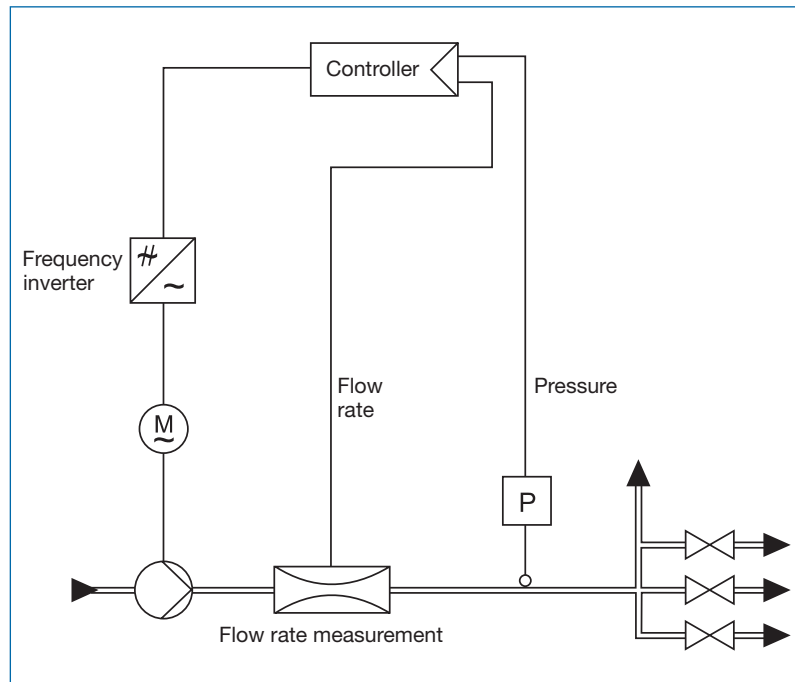 Controller
Frequency
inverter
Flow
rate
Pressure
M
P
Flow rate measurement